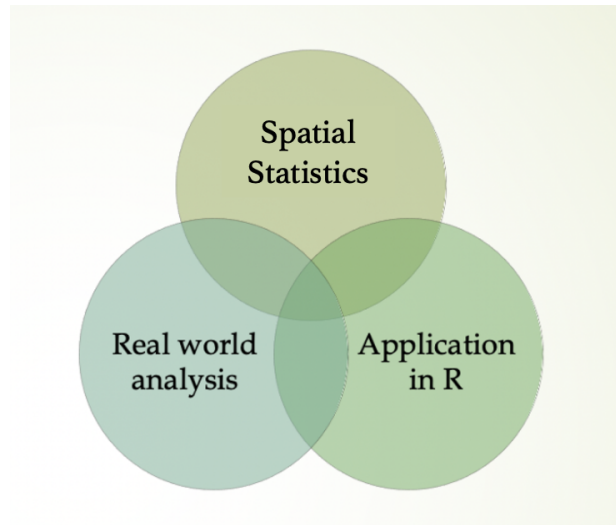 Spatial
Statistics
Real world
analysis
Application
in R